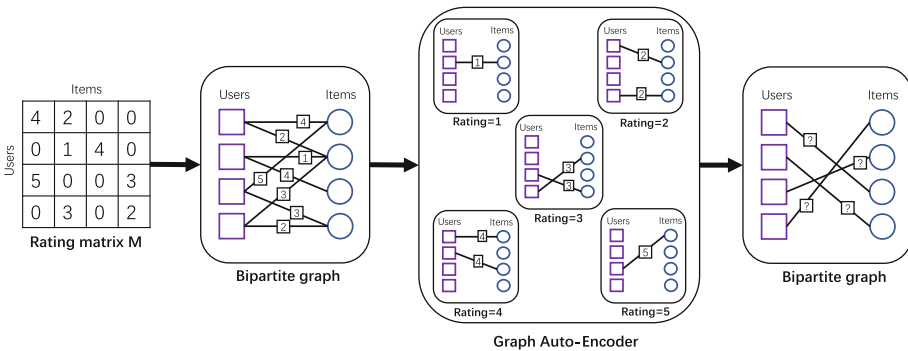 Items
Users
4 2 0 0
0 1 4 0
5 0 0 3
0 3 0 2
Rating matrix M
Users Items
4
2
1
5
4
3
3
2
Bipartite graph
Users Items
1
Rating=1
Users Items
2
2
Rating=2
Users Items
3
3
Rating=3
Users Items
4
4
Rating=4
Users Items
5
Rating=5
Graph Auto-Encoder
Users Items
?
?
?
?
Bipartite graph